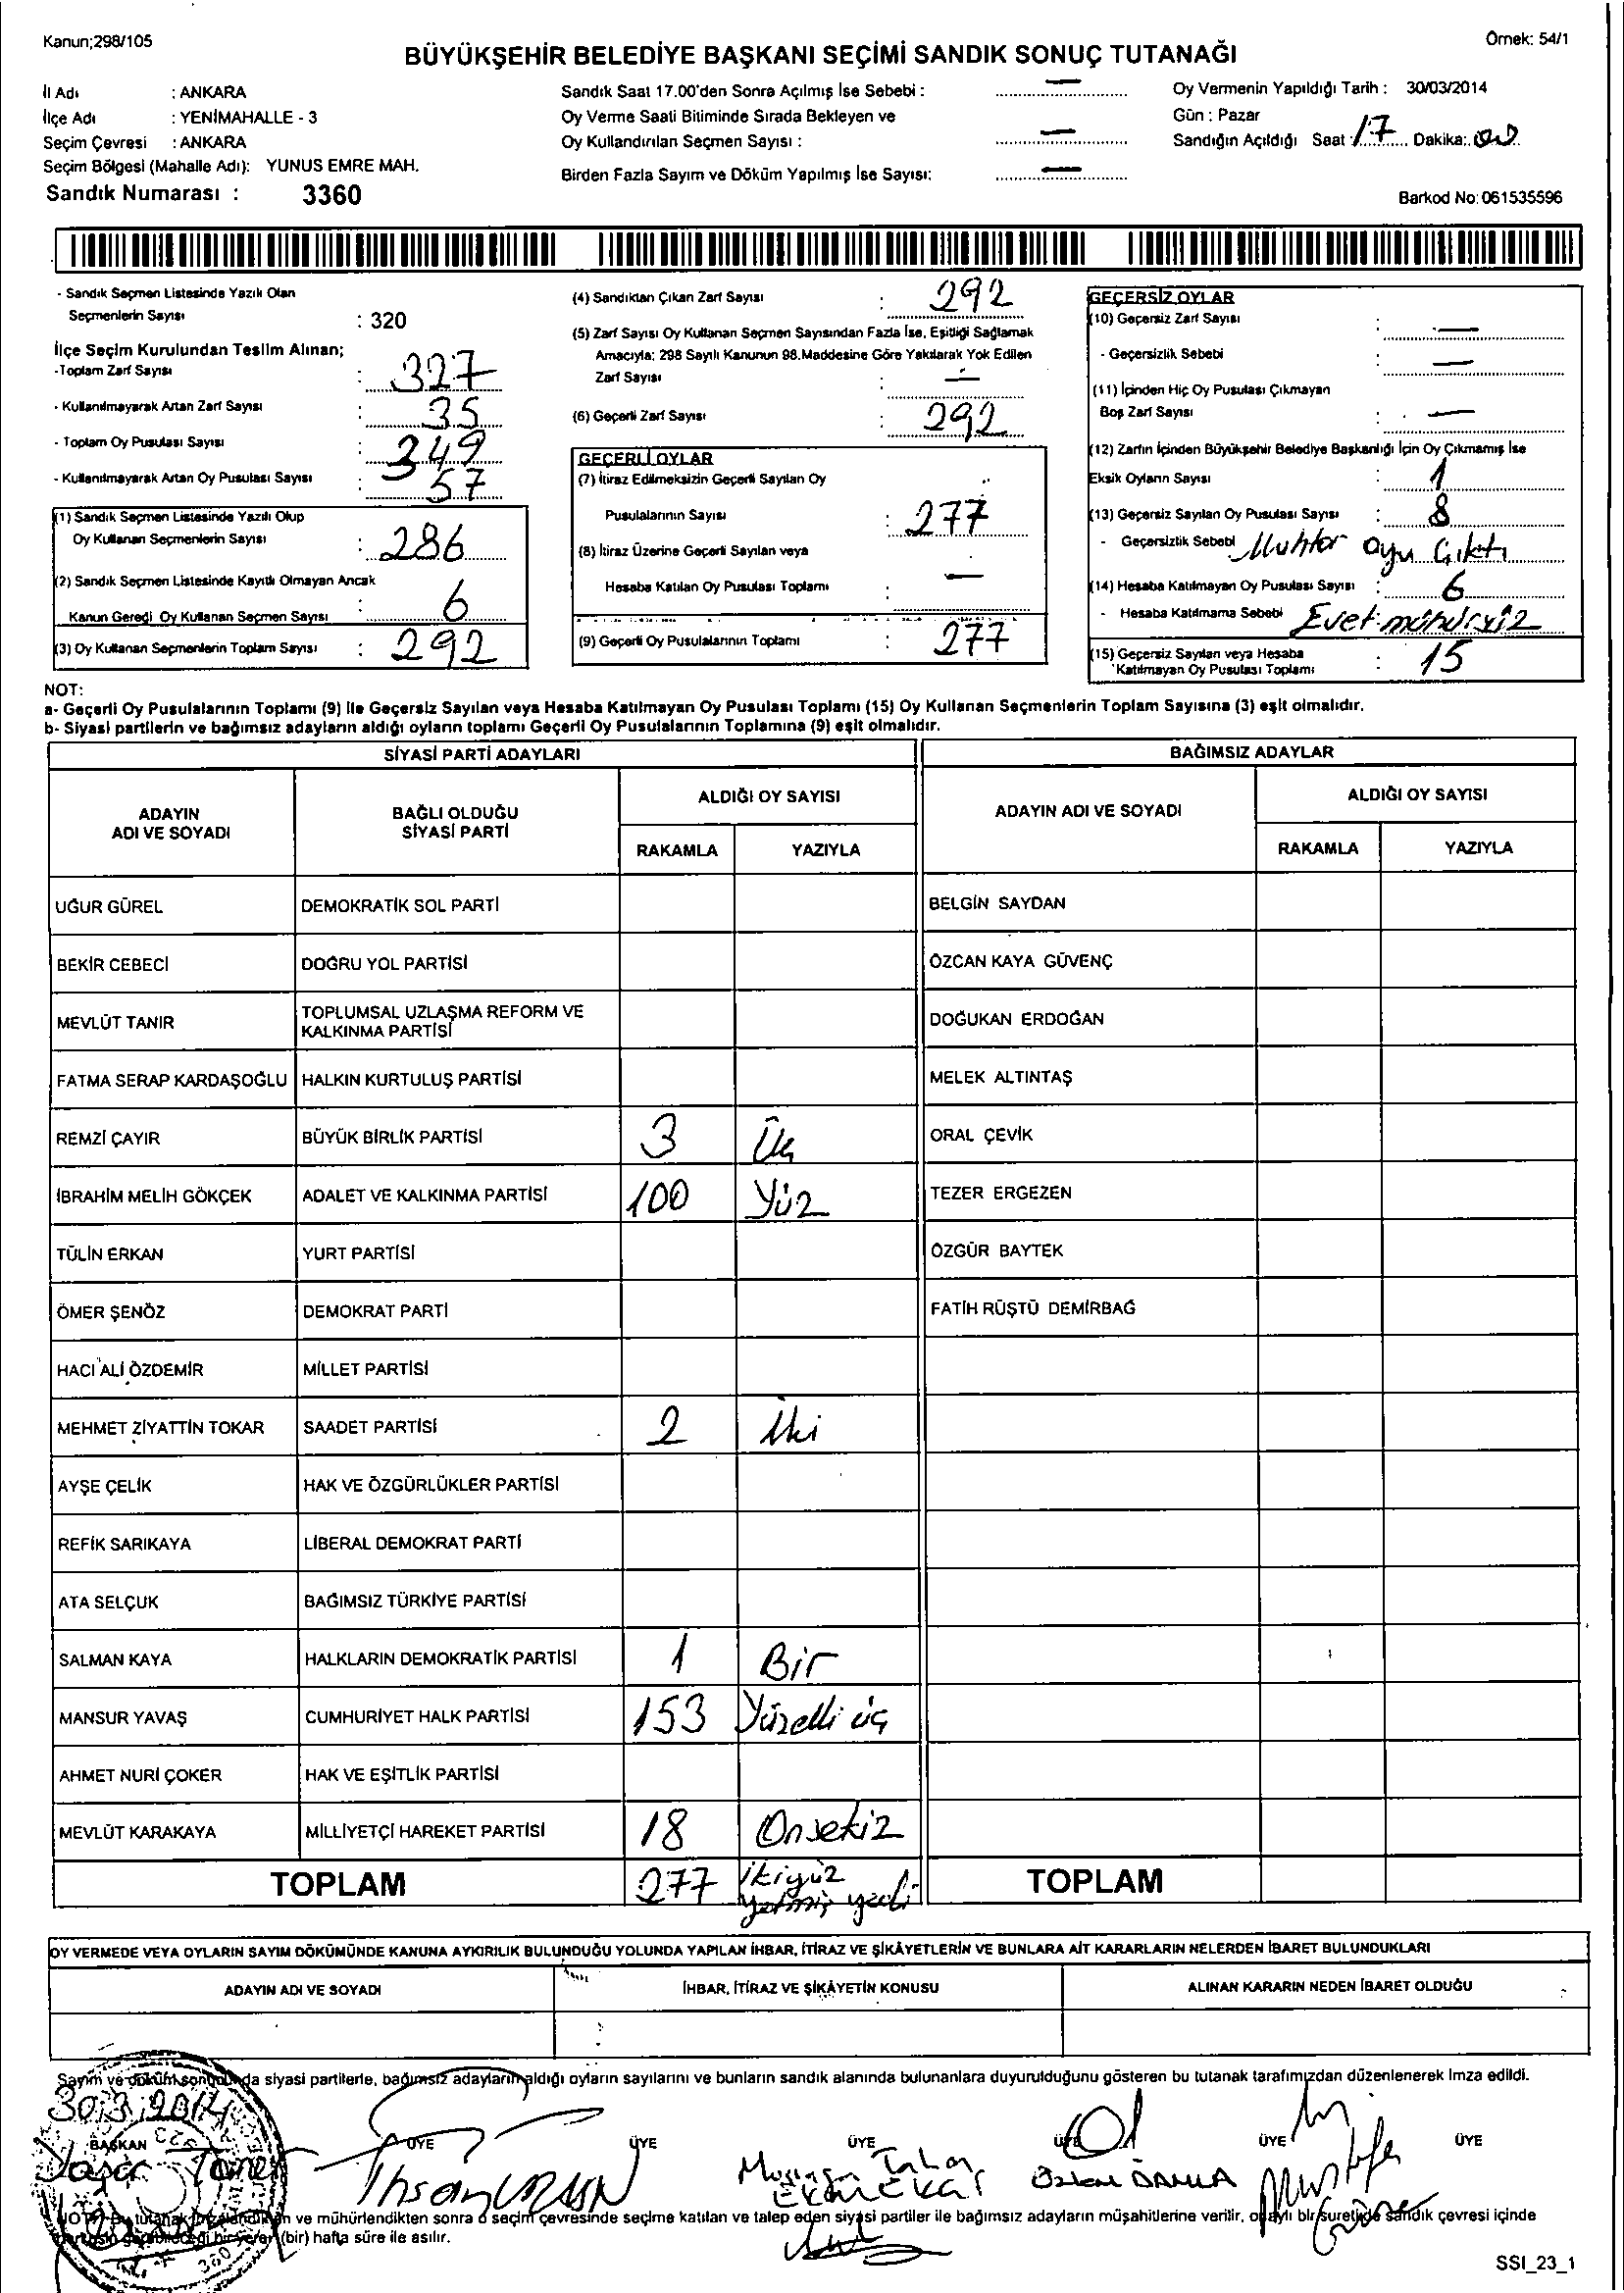 Kanun;298/105
Örnek: 54/1
BÜYÜKŞEHİR BELEDİYE BAŞKANI SEÇİMİ SANDIK SONUÇ TUTANAĞI
İl Adı : ANKARA
İlçe Adı : YENİMAHALLE - 3
Seçim Çevresi : ANKARA
Seçim Bölgesi (Mahalle Adı): YUNUS EMRE MAH.
Sandık Numarası : 3360
Sandık Saat 17.00'den Sonra Açılmış İse Sebebi : —
Oy Verme Saati Bitiminde Sırada Bekleyen ve
Oy Kullandırılan Seçmen Sayısı : —
Birden Fazla Sayım ve Döküm Yapılmış İse Sayısı: —
Oy Vermenin Yapıldığı Tarih : 30/03/2014
Gün : Pazar
Sandığın Açıldığı Saat : 17 Dakika: 00
Barkod No: 061535596
- Sandık Seçmen Listesinde Yazılı Olan
Seçmenlerin Sayısı : 320
İlçe Seçim Kurulundan Teslim Alınan;
-Toplam Zarf Sayısı : 327
- Kullanılmayarak Artan Zarf Sayısı : 35
- Toplam Oy Pusulası Sayısı : 349
- Kullanılmayarak Artan Oy Pusulası Sayısı : 57
(1) Sandık Seçmen Listesinde Yazılı Olup
Oy Kullanan Seçmenlerin Sayısı : 286
(2) Sandık Seçmen Listesinde Kayıtlı Olmayan Ancak
Kanun Gereği Oy Kullanan Seçmen Sayısı : 6
(3) Oy Kullanan Seçmenlerin Toplam Sayısı : 292
(4) Sandıktan Çıkan Zarf Sayısı : 292
(5) Zarf Sayısı Oy Kullanan Seçmen Sayısından Fazla İse, Eşitliği Sağlamak
Amacıyla; 298 Sayılı Kanunun 98.Maddesine Göre Yakılarak Yok Edilen
Zarf Sayısı : —
(6) Geçerli Zarf Sayısı : 292
GEÇERLİ OYLAR
(7) İtiraz Edilmeksizin Geçerli Sayılan Oy
Pusulalarının Sayısı : 277
(8) İtiraz Üzerine Geçerli Sayılan veya
Hesaba Katılan Oy Pusulası Toplamı : —
(9) Geçerli Oy Pusulalarının Toplamı : 277
GEÇERSİZ OYLAR
(10) Geçersiz Zarf Sayısı : —
- Geçersizlik Sebebi : —
(11) İçinden Hiç Oy Pusulası Çıkmayan
Boş Zarf Sayısı : —
(12) Zarfın İçinden Büyükşehir Belediye Başkanlığı İçin Oy Çıkmamış İse
Eksik Oyların Sayısı : 1
(13) Geçersiz Sayılan Oy Pusulası Sayısı : 8
- Geçersizlik Sebebi Muhtar oyu Çıktı
(14) Hesaba Katılmayan Oy Pusulası Sayısı : 6
- Hesaba Katılmama Sebebi Evet mühürsüz
(15) Geçersiz Sayılan veya Hesaba
Katılmayan Oy Pusulası Toplamı : 15
NOT:
a- Geçerli Oy Pusulalarının Toplamı (9) ile Geçersiz Sayılan veya Hesaba Katılmayan Oy Pusulası Toplamı (15) Oy Kullanan Seçmenlerin Toplam Sayısına (3) eşit olmalıdır.
b- Siyasi partilerin ve bağımsız adayların aldığı oyların toplamı Geçerli Oy Pusulalarının Toplamına (9) eşit olmalıdır.
SİYASİ PARTİ ADAYLARI
BAĞIMSIZ ADAYLAR
ADAYIN
ADI VE SOYADI
BAĞLI OLDUĞU
SİYASİ PARTİ
ALDIĞI OY SAYISI
RAKAMLA YAZIYLA
ADAYIN ADI VE SOYADI
ALDIĞI OY SAYISI
RAKAMLA YAZIYLA
UĞUR GÜREL DEMOKRATİK SOL PARTİ BELGİN SAYDAN
BEKİR CEBECİ DOĞRU YOL PARTİSİ ÖZCAN KAYA GÜVENÇ
MEVLÜT TANIR TOPLUMSAL UZLAŞMA REFORM VE
KALKINMA PARTİSİ DOĞUKAN ERDOĞAN
FATMA SERAP KARDAŞOĞLU HALKIN KURTULUŞ PARTİSİ MELEK ALTINTAŞ
REMZİ ÇAYIR BÜYÜK BİRLİK PARTİSİ 3 Üç ORAL ÇEVİK
İBRAHİM MELİH GÖKÇEK ADALET VE KALKINMA PARTİSİ 100 Yüz TEZER ERGEZEN
TÜLİN ERKAN YURT PARTİSİ ÖZGÜR BAYTEK
ÖMER ŞENÖZ DEMOKRAT PARTİ FATİH RÜŞTÜ DEMİRBAĞ
HACI ALİ ÖZDEMİR MİLLET PARTİSİ
MEHMET ZİYATTİN TOKAR SAADET PARTİSİ 2 İki
AYŞE ÇELİK HAK VE ÖZGÜRLÜKLER PARTİSİ
REFİK SARIKAYA LİBERAL DEMOKRAT PARTİ
ATA SELÇUK BAĞIMSIZ TÜRKİYE PARTİSİ
SALMAN KAYA HALKLARIN DEMOKRATİK PARTİSİ 1 Bir
MANSUR YAVAŞ CUMHURİYET HALK PARTİSİ 153 Yüzelli üç
AHMET NURİ ÇOKER HAK VE EŞİTLİK PARTİSİ
MEVLÜT KARAKAYA MİLLİYETÇİ HAREKET PARTİSİ 18 Onsekiz
TOPLAM 277 ikiyüz
yetmiş yedi
TOPLAM
OY VERMEDE VEYA OYLARIN SAYIM DÖKÜMÜNDE KANUNA AYKIRILIK BULUNDUĞU YOLUNDA YAPILAN İHBAR, İTİRAZ VE ŞİKÂYETLERİN VE BUNLARA AİT KARARLARIN NELERDEN İBARET BULUNDUKLARI
ADAYIN ADI VE SOYADI
İHBAR, İTİRAZ VE ŞİKÂYETİN KONUSU
ALINAN KARARIN NEDEN İBARET OLDUĞU
Sayım ve döküm sonucunda siyasi partilerle, bağımsız adayların aldığı oyların sayılarını ve bunların sandık alanında bulunanlara duyurulduğunu gösteren bu tutanak tarafımızdan düzenlenerek imza edildi.
30.3.2014
BAŞKAN ÜYE ÜYE ÜYE ÜYE ÜYE ÜYE
Yaşar Taner
İhsan
Özlem DAMLA
Mustafa
ve mühürlendikten sonra o seçim çevresinde seçime katılan ve talep eden siyasi partiler ile bağımsız adayların müşahitlerine verilir, onaylı bir suretide sandık çevresi içinde
(bir) hafta süre ile asılır.
SSI_23_1